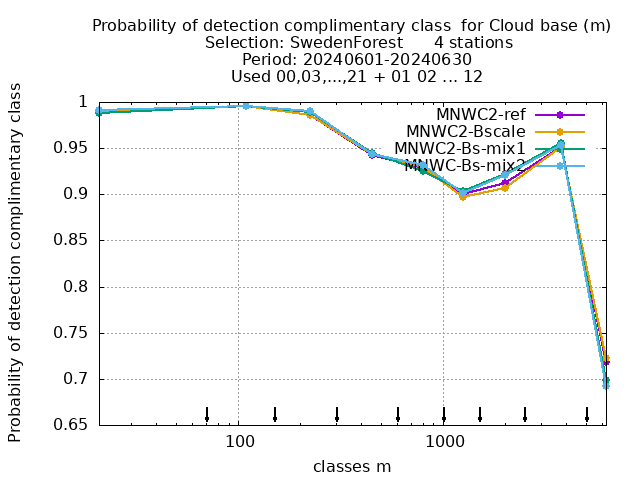 Probability of detection complimentary class  for Cloud base (m)
Selection: SwedenForest      4 stations
Period: 20240601-20240630
Used 00,03,...,21 + 01 02 ... 12
Probability of detection complimentary class
1
0.95
0.9
0.85
0.8
0.75
0.7
0.65
MNWC2-ref
MNWC2-Bscale
MNWC2-Bs-mix1
MNWC-Bs-mix2
100
1000
classes m